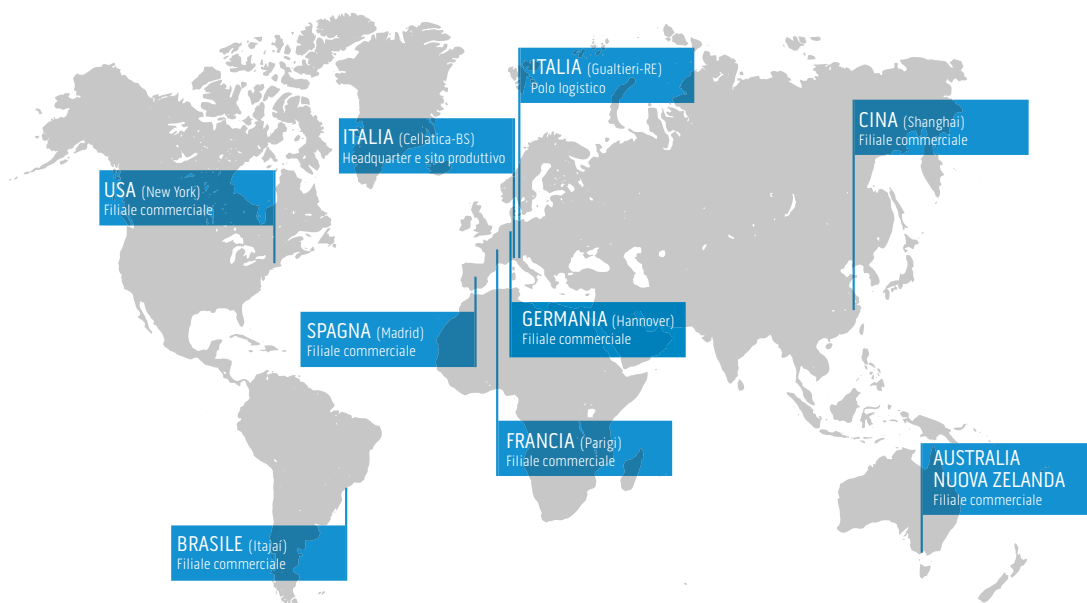 ITALIA (Gualtieri-RE)
Polo logistico
ITALIA (Cellatica-BS)
Headquarter e sito produttivo
CINA (Shanghai)
Filiale commerciale
USA (New York)
Filiale commerciale
SPAGNA (Madrid)
Filiale commerciale
GERMANIA (Hannover)
Filiale commerciale
FRANCIA (Parigi)
Filiale commerciale
AUSTRALIA
NUOVA ZELANDA
Filiale commerciale
BRASILE (Itajaí)
Filiale commerciale